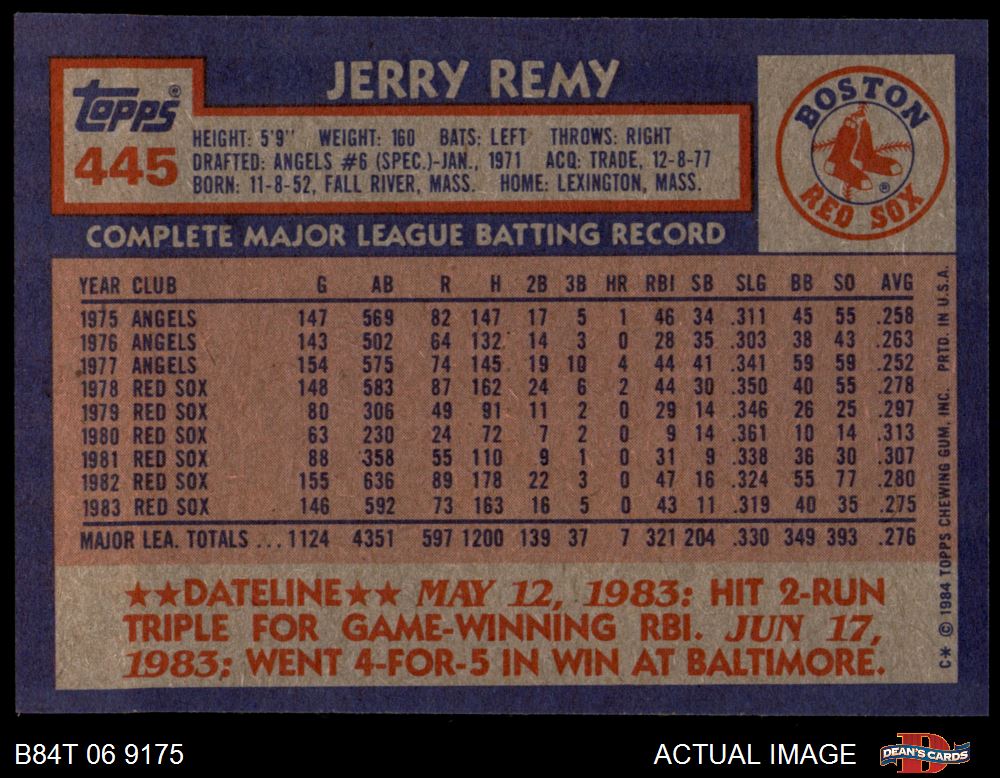 JERRY REMY
Topps®
445
HEIGHT: 5'9" WEIGHT: 160 BATS: LEFT THROWS: RIGHT
DRAFTED: ANGELS #6 (SPEC.)-JAN., 1971 ACQ: TRADE, 12-8-77
BORN: 11-8-52, FALL RIVER, MASS. HOME: LEXINGTON, MASS.
BOSTON
RED SOX
®
COMPLETE MAJOR LEAGUE BATTING RECORD
YEAR CLUB G AB R H 2B 3B HR RBI SB SLG BB SO AVG
1975 ANGELS 147 569 82 147 17 5 1 46 34 .311 45 55 .258
1976 ANGELS 143 502 64 132 14 3 0 28 35 .303 38 43 .263
1977 ANGELS 154 575 74 145 19 10 4 44 41 .341 59 59 .252
1978 RED SOX 148 583 87 162 24 6 2 44 30 .350 40 55 .278
1979 RED SOX 80 306 49 91 11 2 0 29 14 .346 26 25 .297
1980 RED SOX 63 230 24 72 7 2 0 9 14 .361 10 14 .313
1981 RED SOX 88 358 55 110 9 1 0 31 9 .338 36 30 .307
1982 RED SOX 155 636 89 178 22 3 0 47 16 .324 55 77 .280
1983 RED SOX 146 592 73 163 16 5 0 43 11 .319 40 35 .275
MAJOR LEA. TOTALS ... 1124 4351 597 1200 139 37 7 321 204 .330 349 393 .276
★★DATELINE★★ MAY 12, 1983: HIT 2-RUN
TRIPLE FOR GAME-WINNING RBI. JUN 17,
1983: WENT 4-FOR-5 IN WIN AT BALTIMORE.
C* © 1984 TOPPS CHEWING GUM, INC. PRTD. IN U.S.A.
B84T 06 9175
ACTUAL IMAGE
DEAN'S CARDS